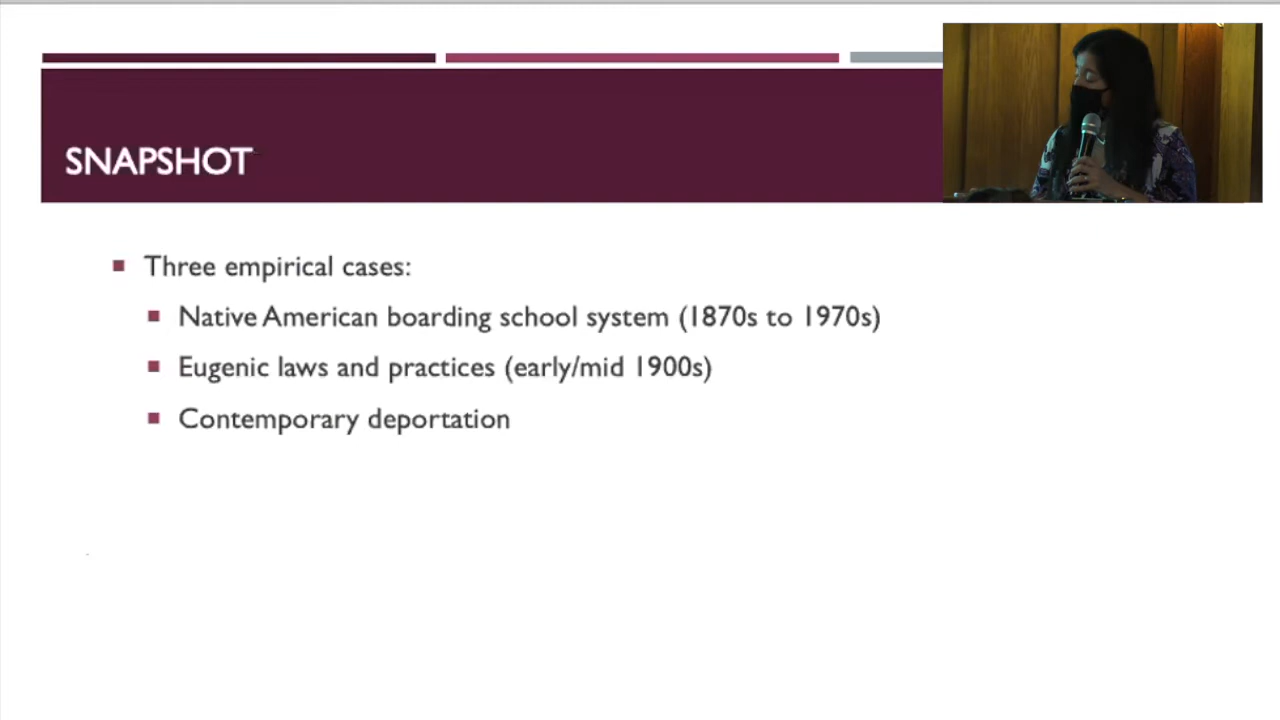 SNAPSHOT
Three empirical cases:
Native American boarding school system (1870s to 1970s)
Eugenic laws and practices (early/mid 1900s)
Contemporary deportation